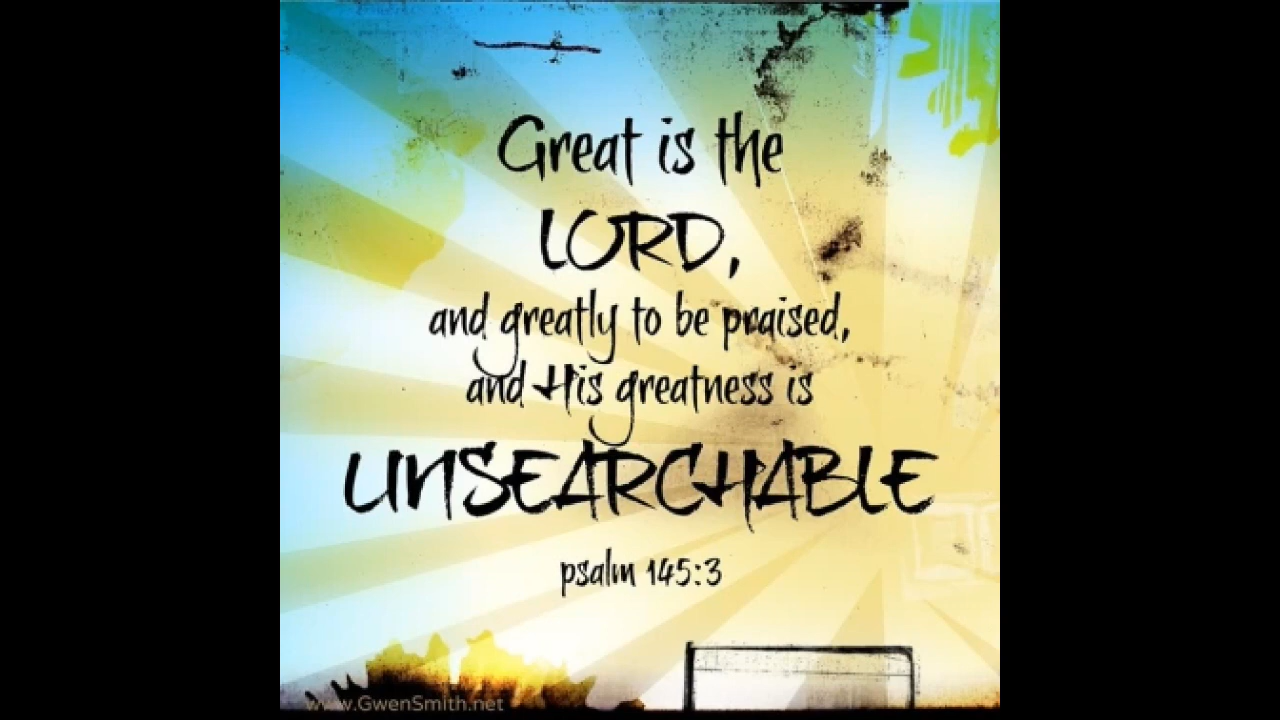 Great is the
LORD,
and greatly to be praised,
and His greatness is
UNSEARCHABLE
psalm 145:3
www.GwenSmith.net